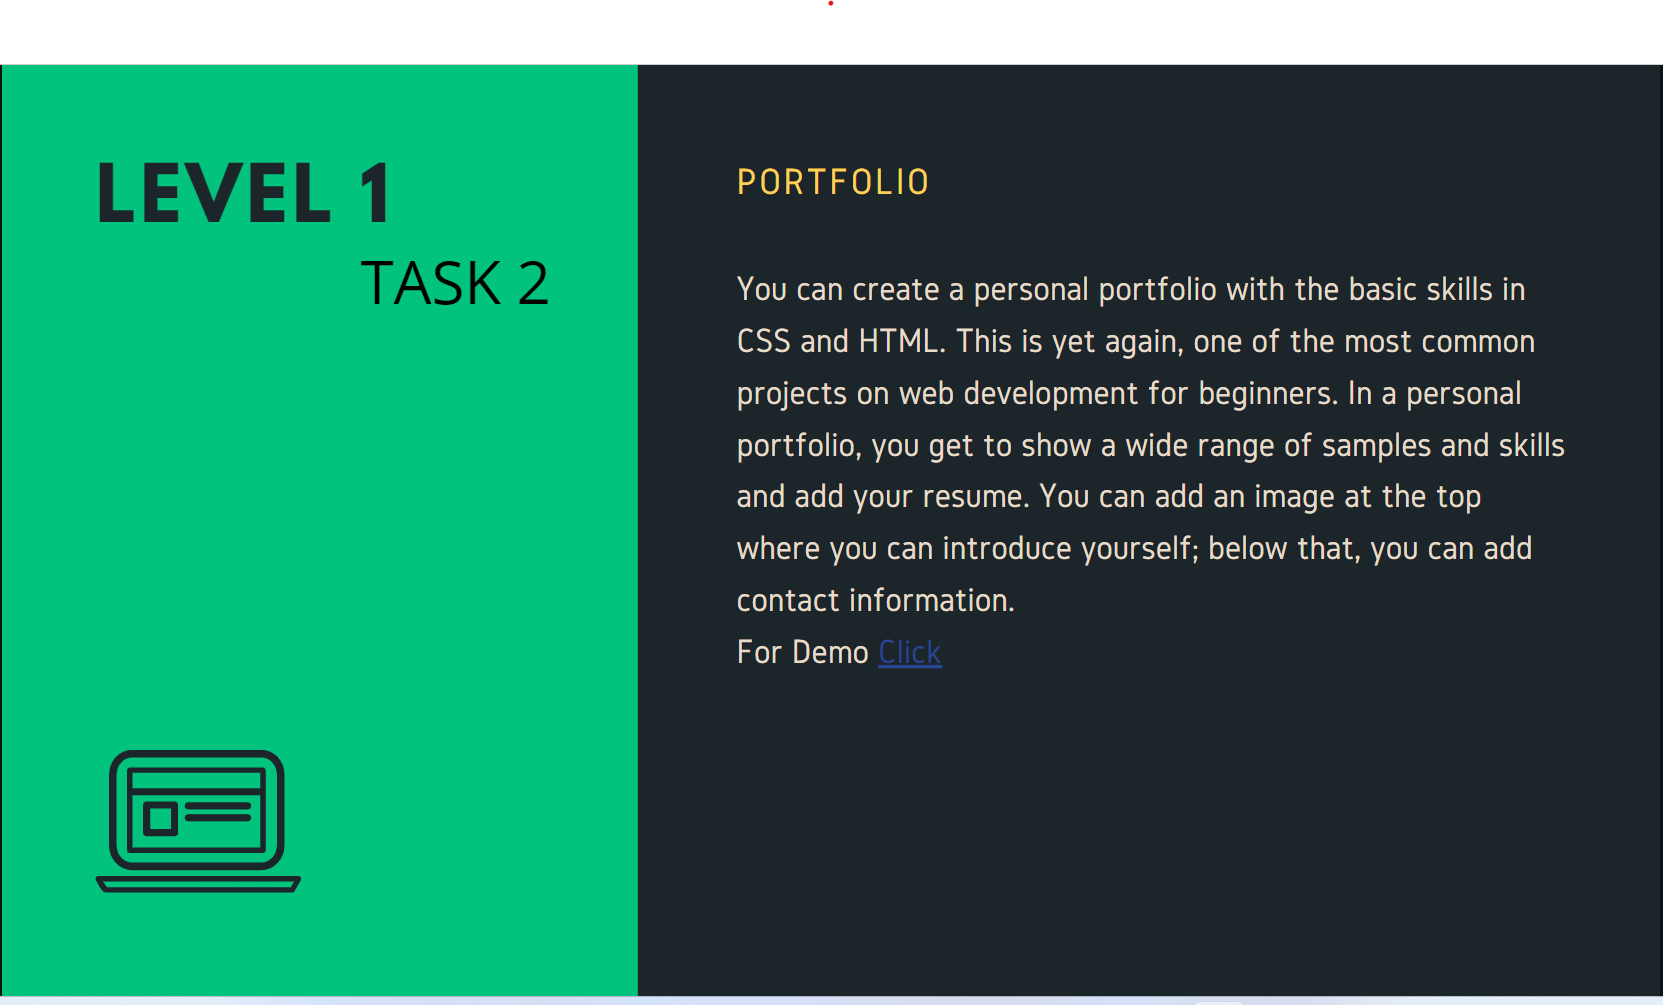 LEVEL 1
TASK 2
PORTFOLIO
You can create a personal portfolio with the basic skills in
CSS and HTML. This is yet again, one of the most common
projects on web development for beginners. In a personal
portfolio, you get to show a wide range of samples and skills
and add your resume. You can add an image at the top
where you can introduce yourself; below that, you can add
contact information.
For Demo Click